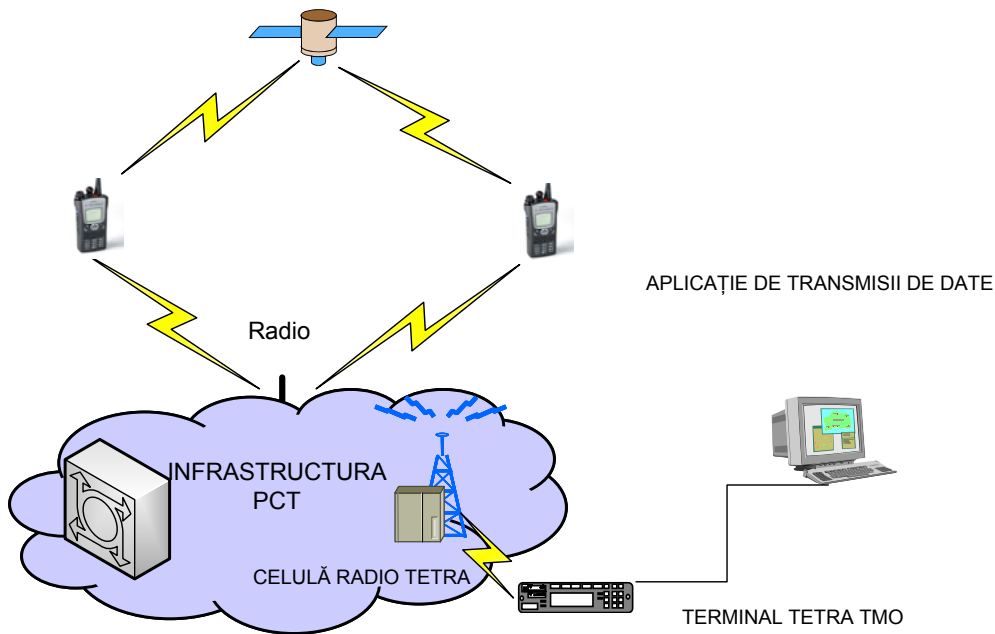 APLICAȚIE DE TRANSMISII DE DATE
Radio
INFRASTRUCTURA
PCT
CELULĂ RADIO TETRA
TERMINAL TETRA TMO